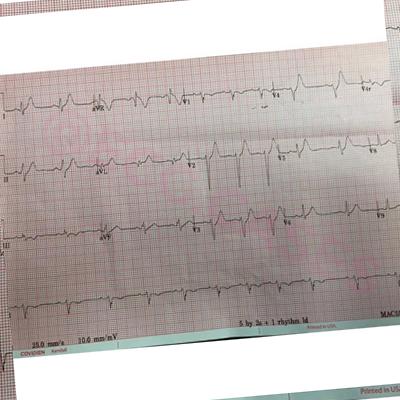 I aVR V1 V4 V4r
II aVL V2 V5 V8
III aVF V3 V6 V9
25.0 mm/s 10.0 mm/mV 5 by 2s + 1 rhythm ld MAC5
COVIDIEN Kendall Printed in USA.
Printed in USA.